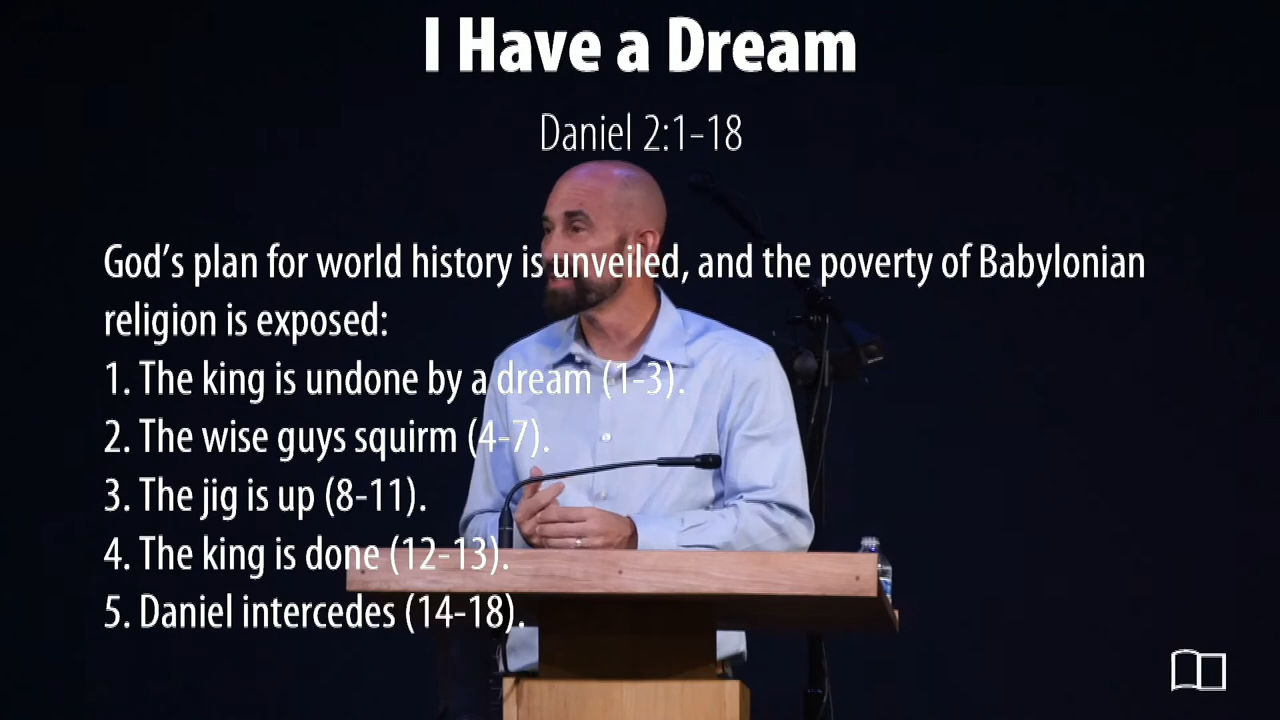 I Have a Dream
Daniel 2:1–18
God’s plan for world history is unveiled, and the poverty of Babylonian
religion is exposed:
1. The king is undone by a dream (1-3).
2. The wise guys squirm (4-7).
3. The jig is up (8-11).
4. The king is done (12-13).
5. Daniel intercedes (14-18).